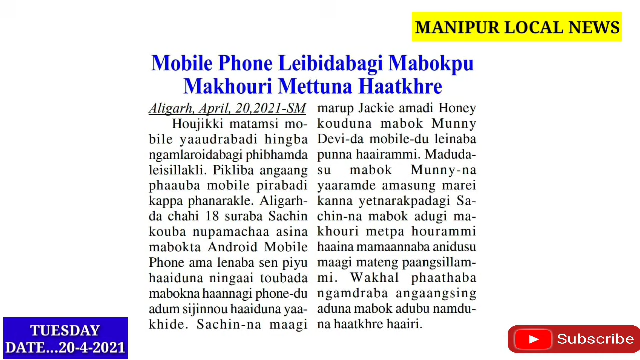 MANIPUR LOCAL NEWS
Mobile Phone Leibidabagi Mabokpu
Makhouri Mettuna Haatkhre
Aligarh, April, 20,2021-SM
Houjikki matamsi mo-
bile yaaudrabadi hingba
ngamlaroidabagi phibhamda
leisillakli. Pikliba angaang
phaauba mobile pirabadi
kappa phanarakle. Aligarh-
da chahi 18 suraba Sachin
kouba nupamachaa asina
mabokta Android Mobile
Phone ama lenaba sen piyu
haaiduna ningaai toubada
mabokna haannagi phone-du
adum sijinnou haaiduna yaa-
khide. Sachin-na maagi
marup Jackie amadi Honey
kouduna mabok Munny
Devi-da mobile-du leinaba
punna haairammi. Maduda-
su mabok Munny-na
yaaramde amasung marei
kanna yetnarakpadagi Sa-
chin-na mabok adugi ma-
khouri metpa hourammi
haaina mamaannaba anidusu
maagi mateng paangsillam-
mi. Wakhal phaathaba
ngamdraba angaangsing
aduna mabok adubu namdu-
na haatkhre haairi.
TUESDAY
DATE...20-4-2021
Subscribe